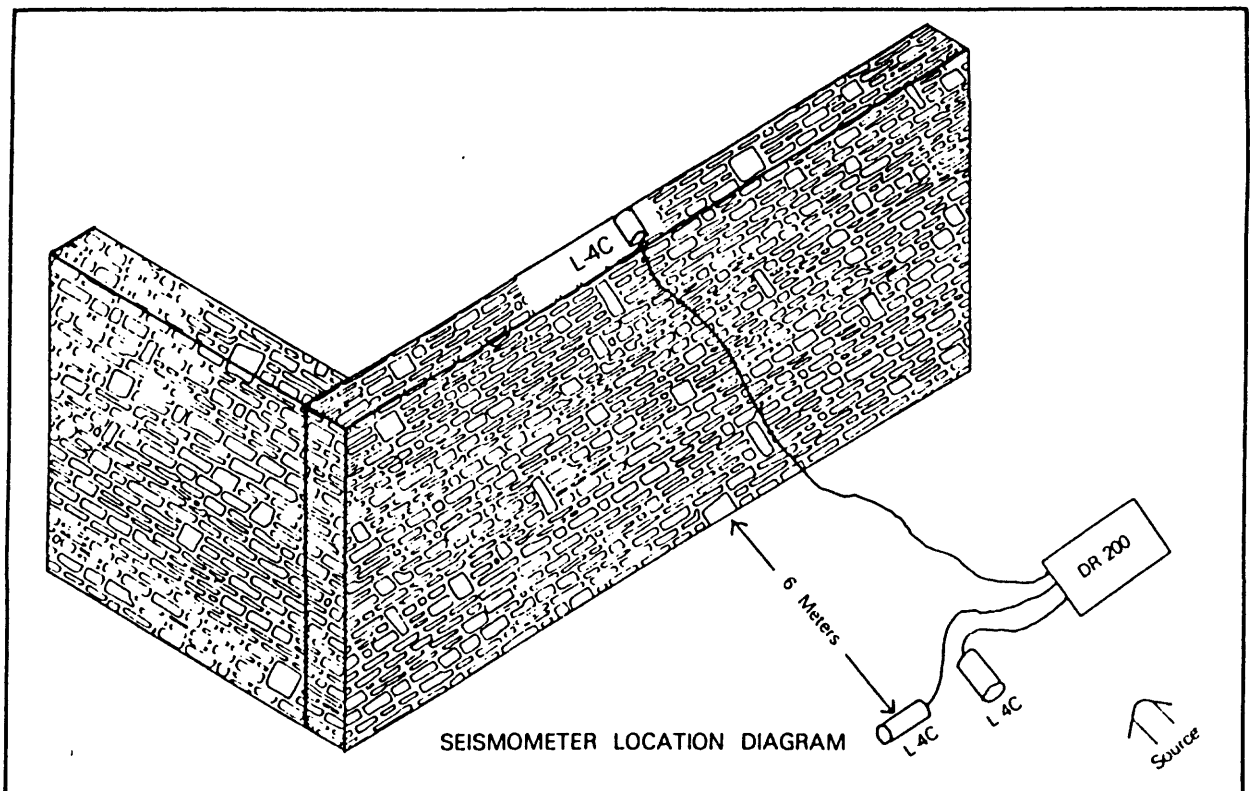 L-4C
DR 200
6 Meters
L 4C
L 4C
SEISMOMETER LOCATION DIAGRAM
Source